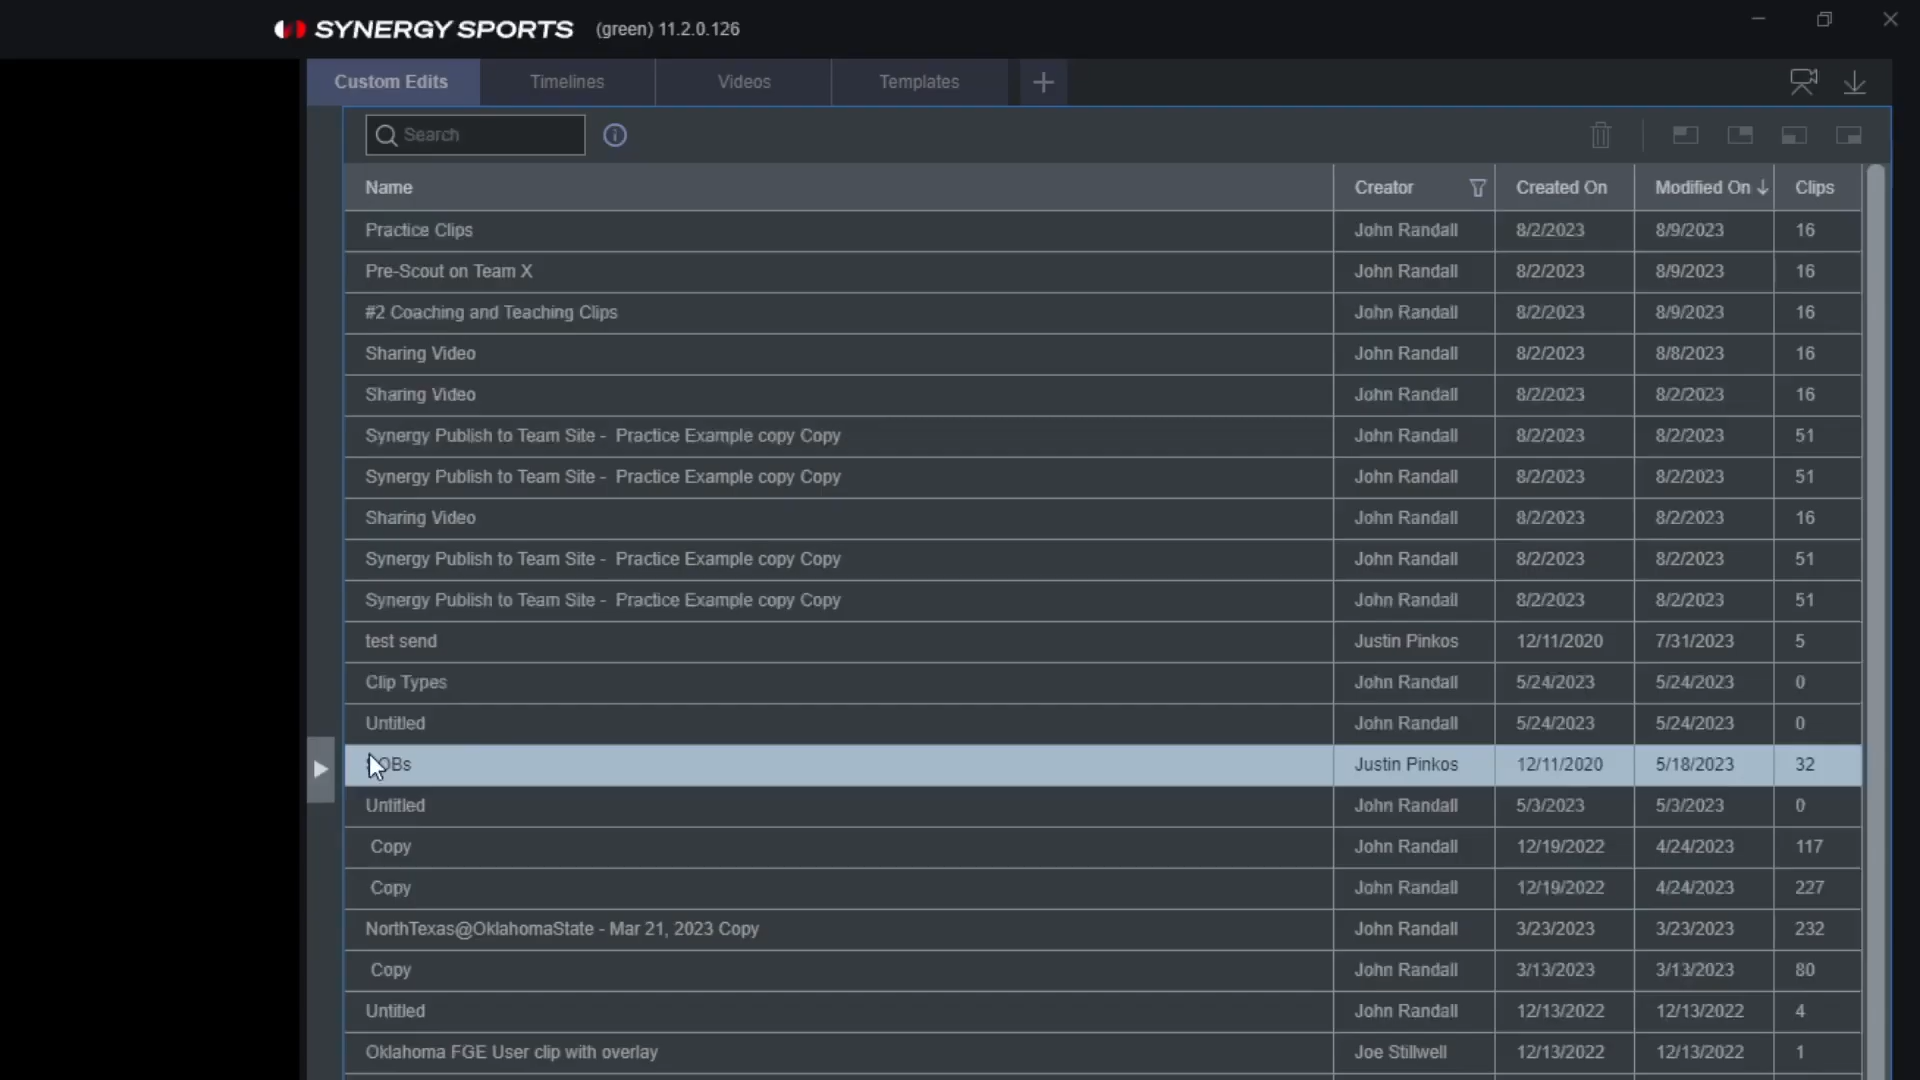 SYNERGY SPORTS (green) 11.2.0.126
Custom Edits Timelines Videos Templates +
Search
Name Creator Created On Modified On Clips
Practice Clips John Randall 8/2/2023 8/9/2023 16
Pre-Scout on Team X John Randall 8/2/2023 8/9/2023 16
#2 Coaching and Teaching Clips John Randall 8/2/2023 8/9/2023 16
Sharing Video John Randall 8/2/2023 8/8/2023 16
Sharing Video John Randall 8/2/2023 8/2/2023 16
Synergy Publish to Team Site - Practice Example copy Copy John Randall 8/2/2023 8/2/2023 51
Synergy Publish to Team Site - Practice Example copy Copy John Randall 8/2/2023 8/2/2023 51
Sharing Video John Randall 8/2/2023 8/2/2023 16
Synergy Publish to Team Site - Practice Example copy Copy John Randall 8/2/2023 8/2/2023 51
Synergy Publish to Team Site - Practice Example copy Copy John Randall 8/2/2023 8/2/2023 51
test send Justin Pinkos 12/11/2020 7/31/2023 5
Clip Types John Randall 5/24/2023 5/24/2023 0
Untitled John Randall 5/24/2023 5/24/2023 0
Justin Pinkos 12/11/2020 5/18/2023 32
Untitled John Randall 5/3/2023 5/3/2023 0
Copy John Randall 12/19/2022 4/24/2023 117
Copy John Randall 12/19/2022 4/24/2023 227
NorthTexas@OklahomaState - Mar 21, 2023 Copy John Randall 3/23/2023 3/23/2023 232
Copy John Randall 3/13/2023 3/13/2023 80
Untitled John Randall 12/13/2022 12/13/2022 4
Oklahoma FGE User clip with overlay Joe Stillwell 12/13/2022 12/13/2022 1